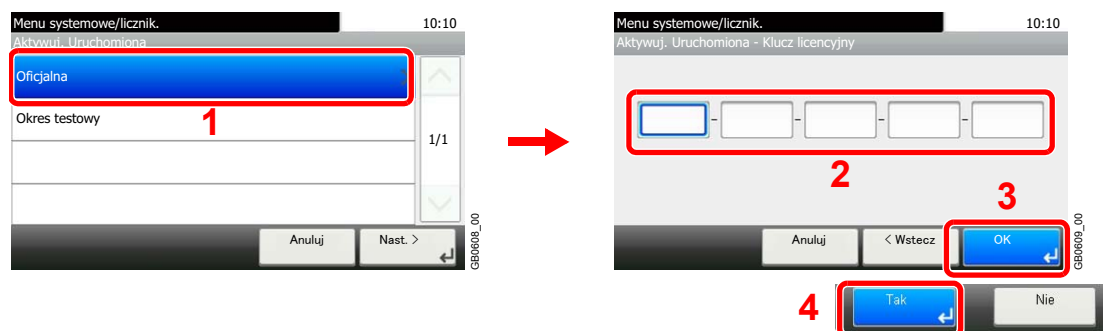 Menu systemowe/licznik. 10:10
Aktywuj. Uruchomiona
Oficjalna
Okres testowy
1
1/1
Anuluj Nast. >
GB0608_00
Menu systemowe/licznik. 10:10
Aktywuj. Uruchomiona - Klucz licencyjny
- - - -
2
3
Anuluj < Wstecz OK
GB0609_00
4
Tak Nie